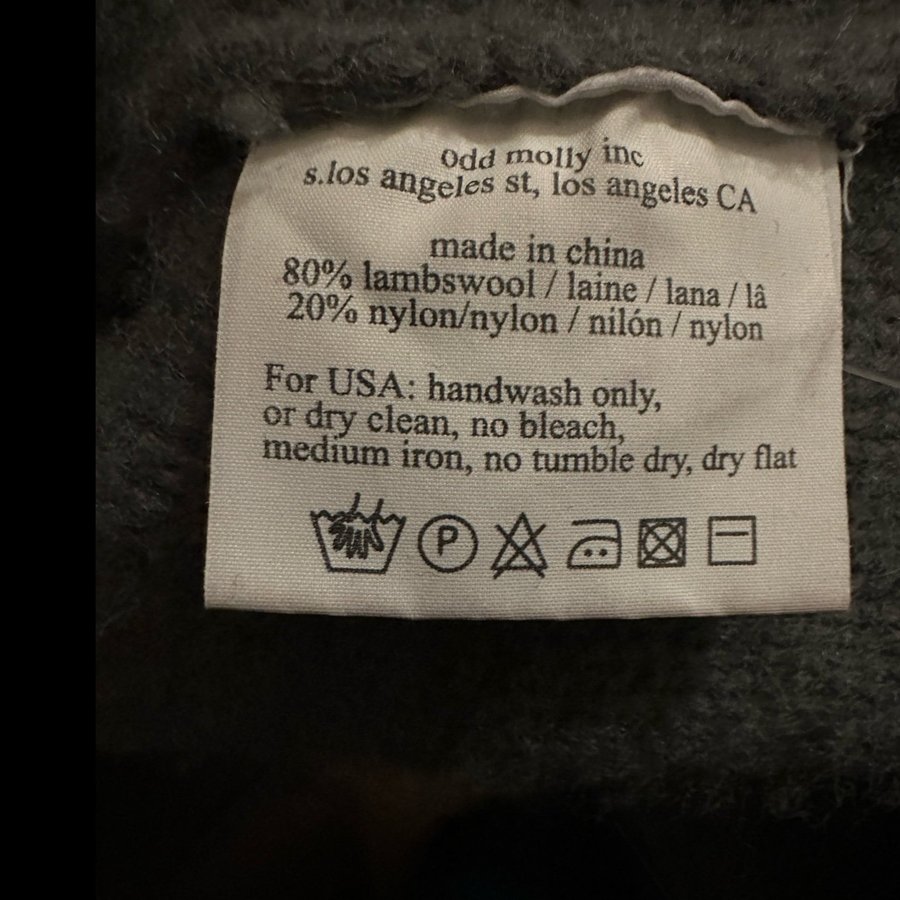 Odd molly inc
s.los angeles st, los angeles CA
made in china
80% lambswool / laine / lana / lâ
20% nylon/nylon / nilón / nylon
For USA: handwash only,
or dry clean, no bleach,
medium iron, no tumble dry, dry flat
P